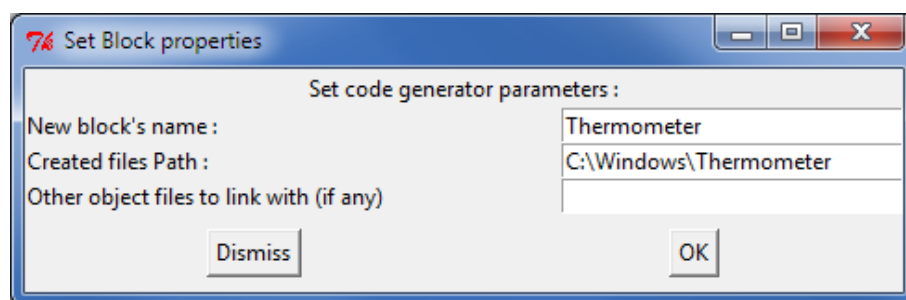 Set Block properties
Set code generator parameters :
New block's name : Thermometer
Created files Path : C:\Windows\Thermometer
Other object files to link with (if any)
Dismiss OK